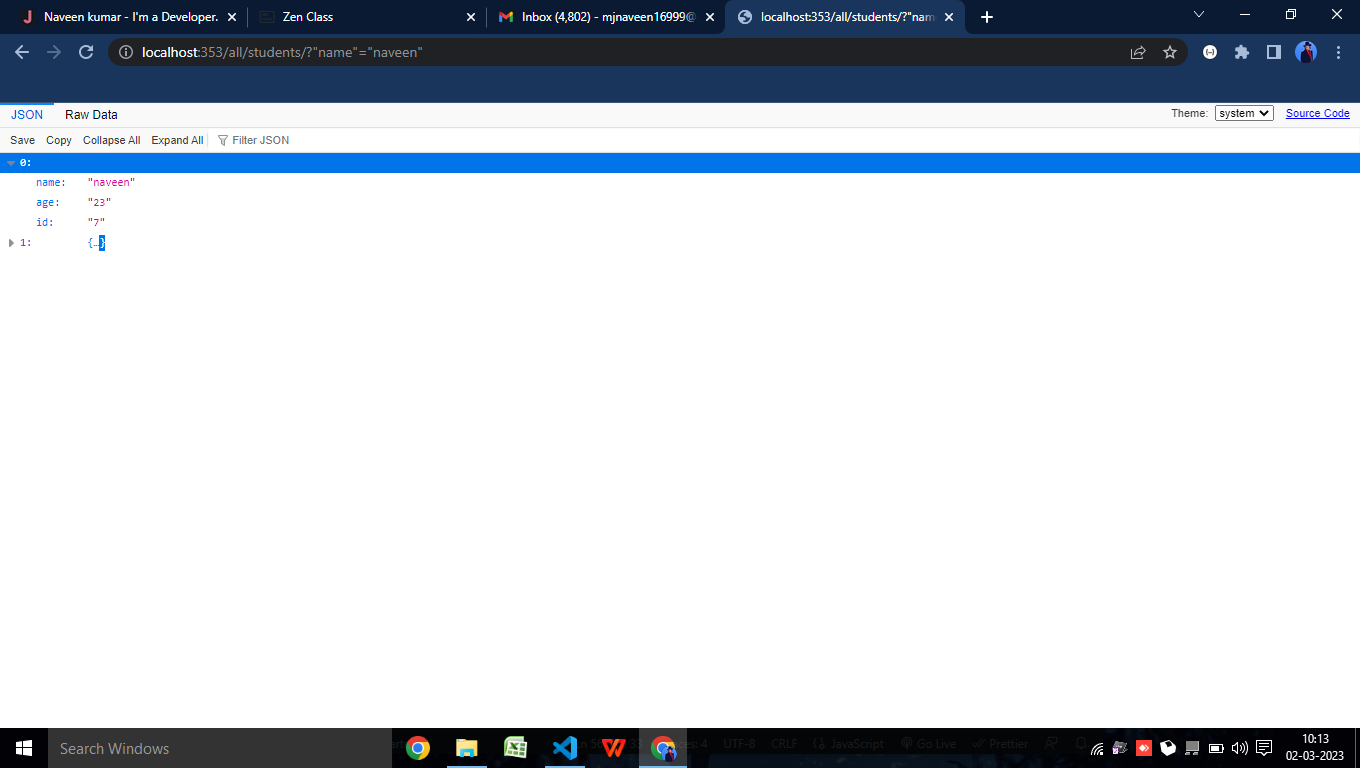 Naveen kumar - I'm a Developer.
Zen Class
Inbox (4,802) - mjnaveen16999@
localhost:353/all/students/?"nam
localhost:353/all/students/?"name"="naveen"
JSON Raw Data
Theme: system Source Code
Save Copy Collapse All Expand All Filter JSON
0:
name: "naveen"
age: "23"
id: "7"
1: {…}
Search Windows
UTF-8 CRLF JavaScript Go Live Prettier
10:13
02-03-2023